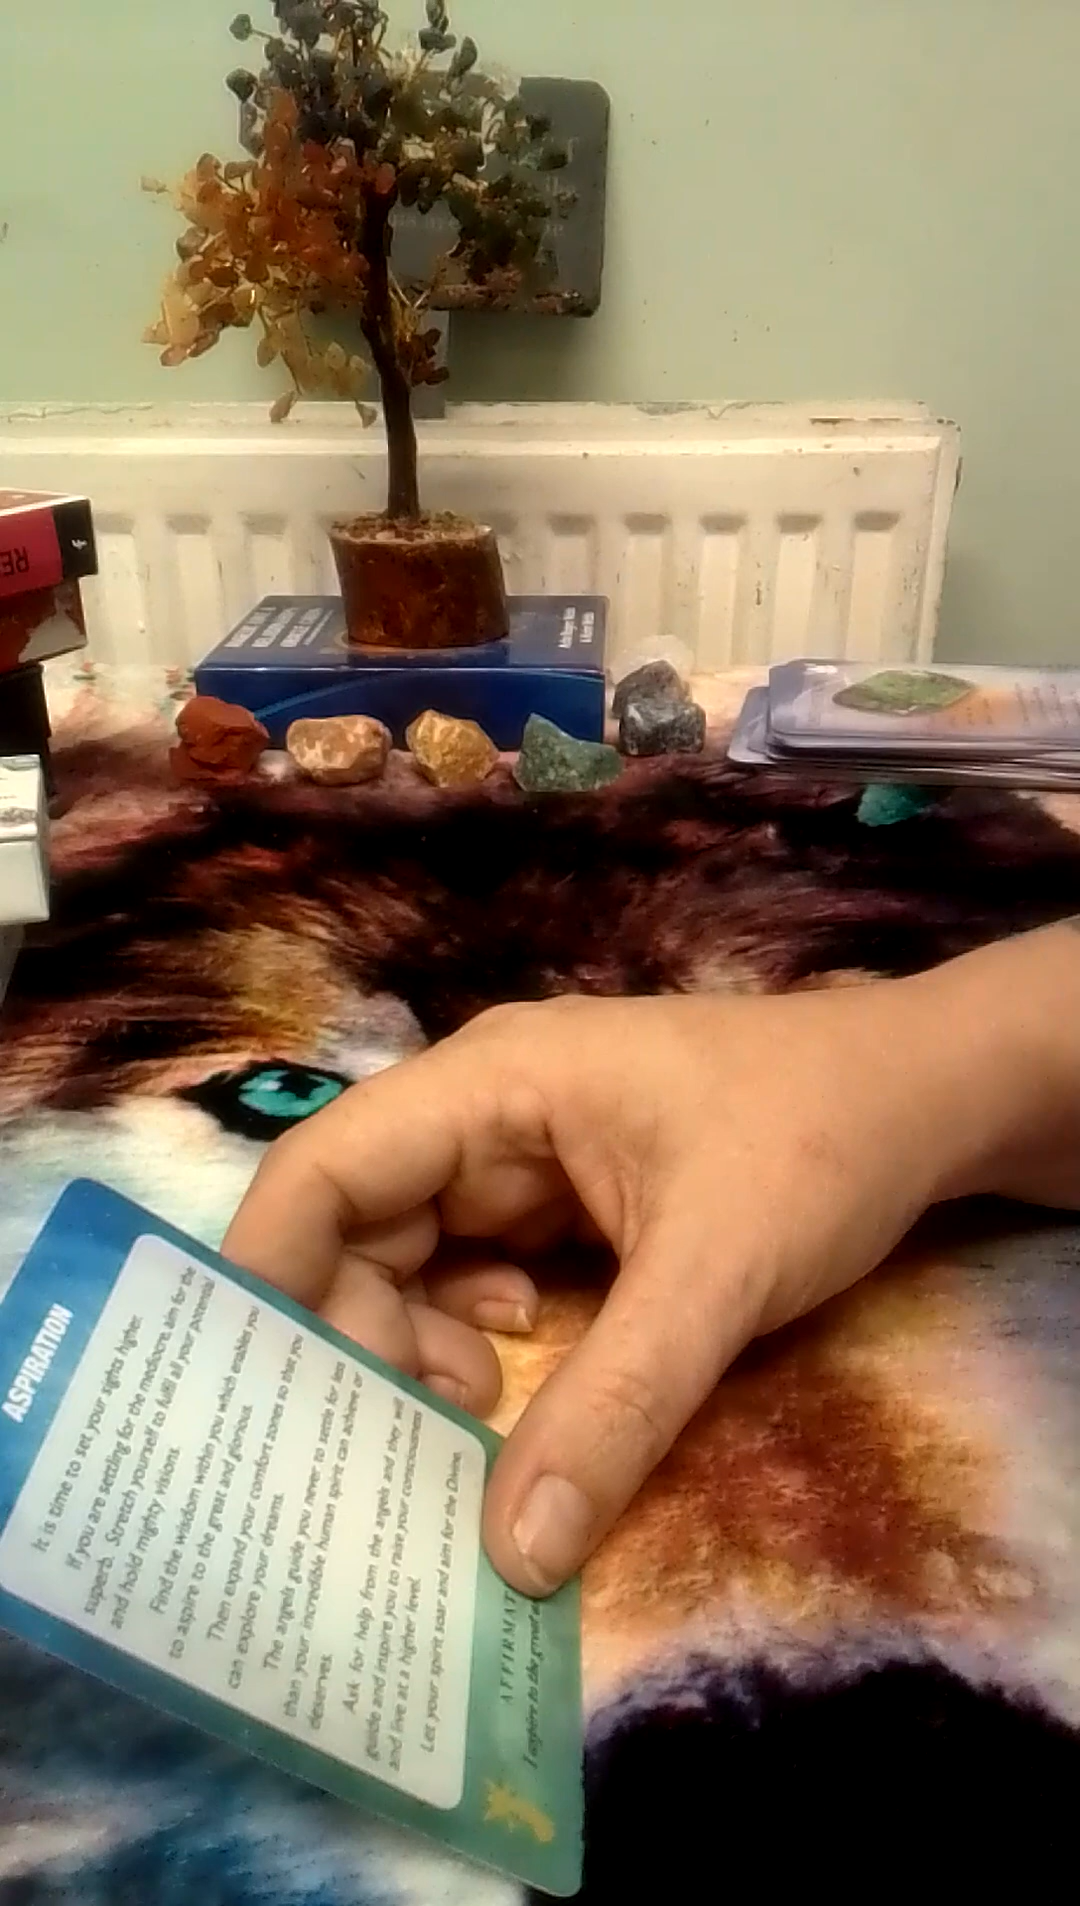 ASPIRATION
It is time to set your sights higher.
If you are settling for the mediocre, aim for the
superb. Stretch yourself to fulfil all your potential
and hold mighty visions.
Find the wisdom within you which enables you
to aspire to the great and glorious.
Then expand your comfort zones so that you
can explore your dreams.
The angels guide you never to settle for less
than your incredible human spirit can achieve or
deserves.
Ask for help from the angels and they will
guide and inspire you to raise your consciousness
and live at a higher level.
Let your spirit soar and aim for the Divine.
AFFIRMAT
I aspire to the great
RE